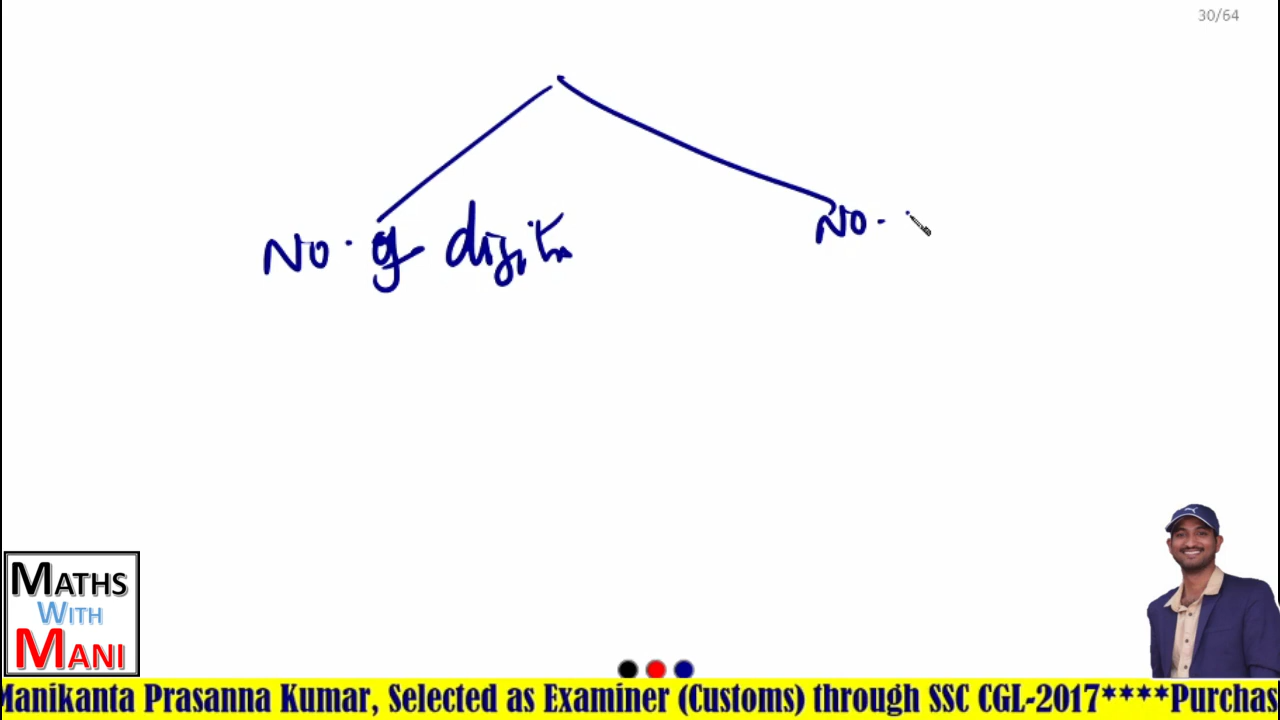 30/64
No. of digits
No.
MATHS
WITH
MANI
Manikanta Prasanna Kumar, Selected as Examiner (Customs) through SSC CGL-2017****Purchas